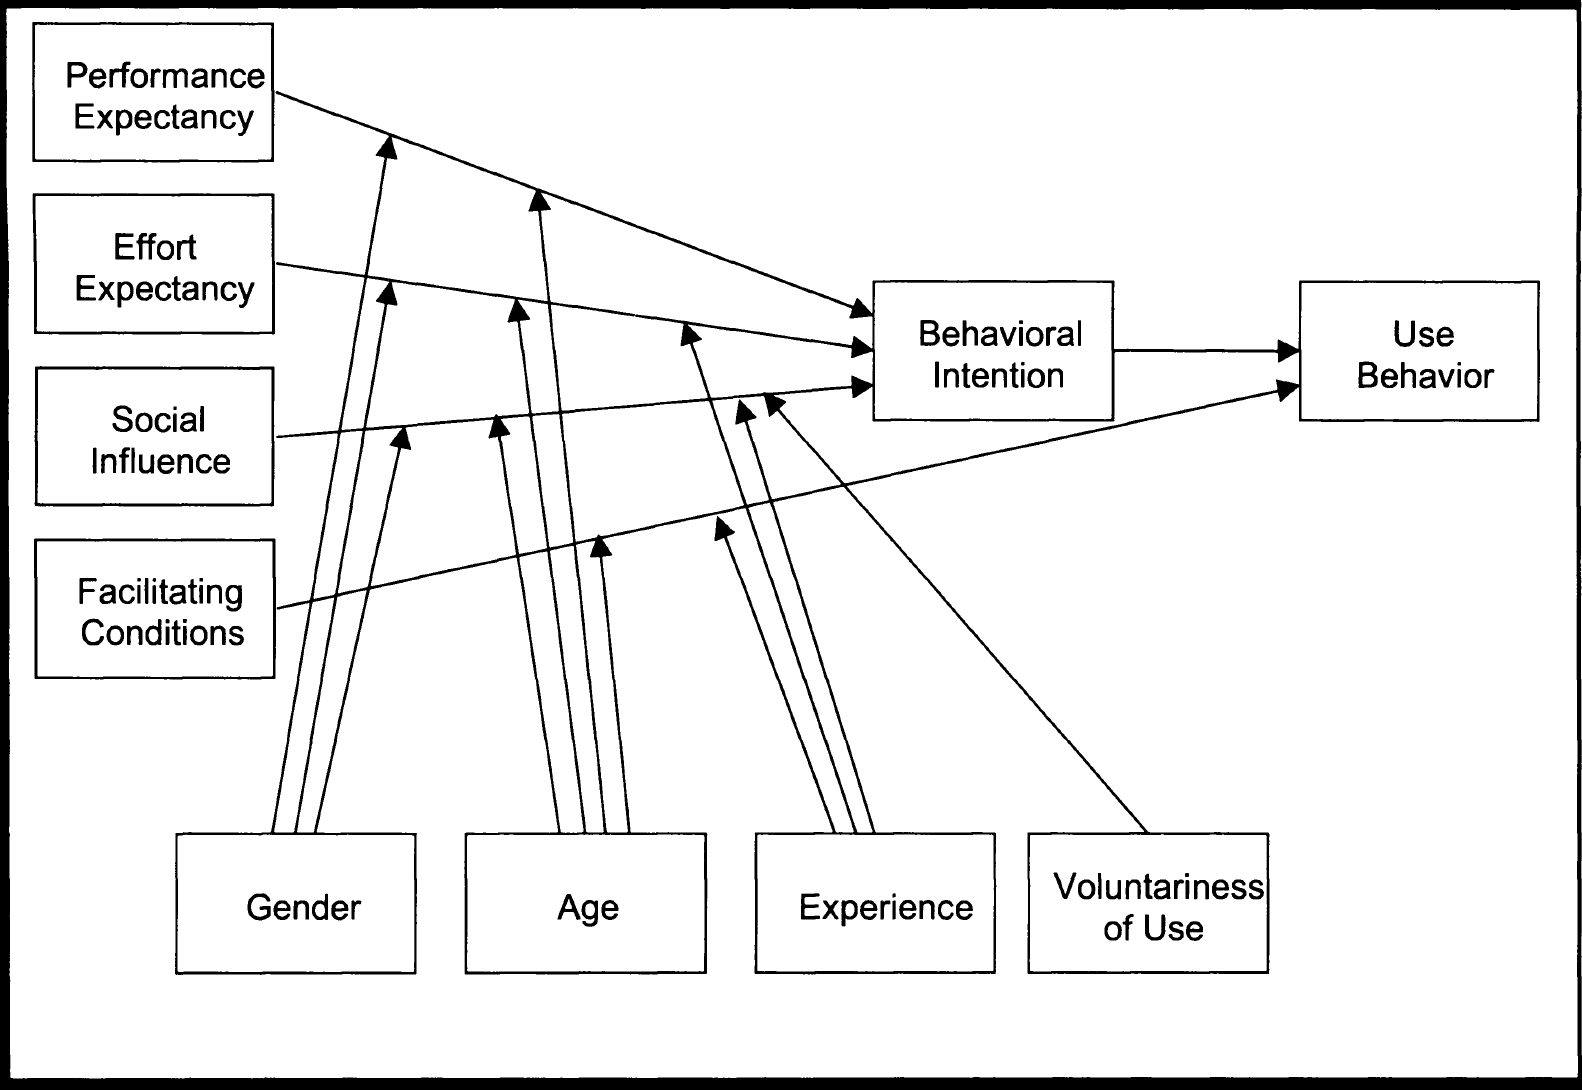 Performance
Expectancy
Effort
Expectancy
Social
Influence
Facilitating
Conditions
Behavioral
Intention
Use
Behavior
Gender
Age
Experience
Voluntariness
of Use